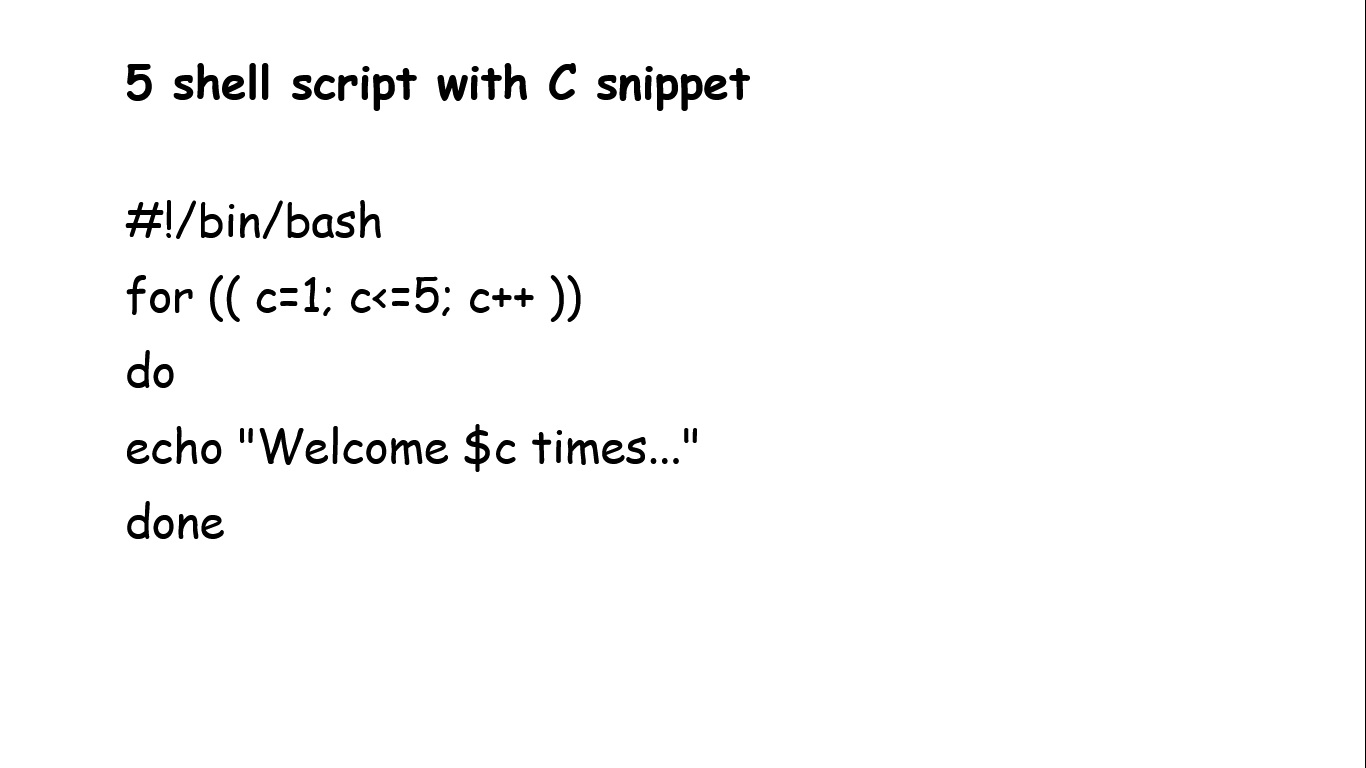 5 shell script with C snippet
#!/bin/bash
for (( c=1; c<=5; c++ ))
do
echo "Welcome $c times..."
done